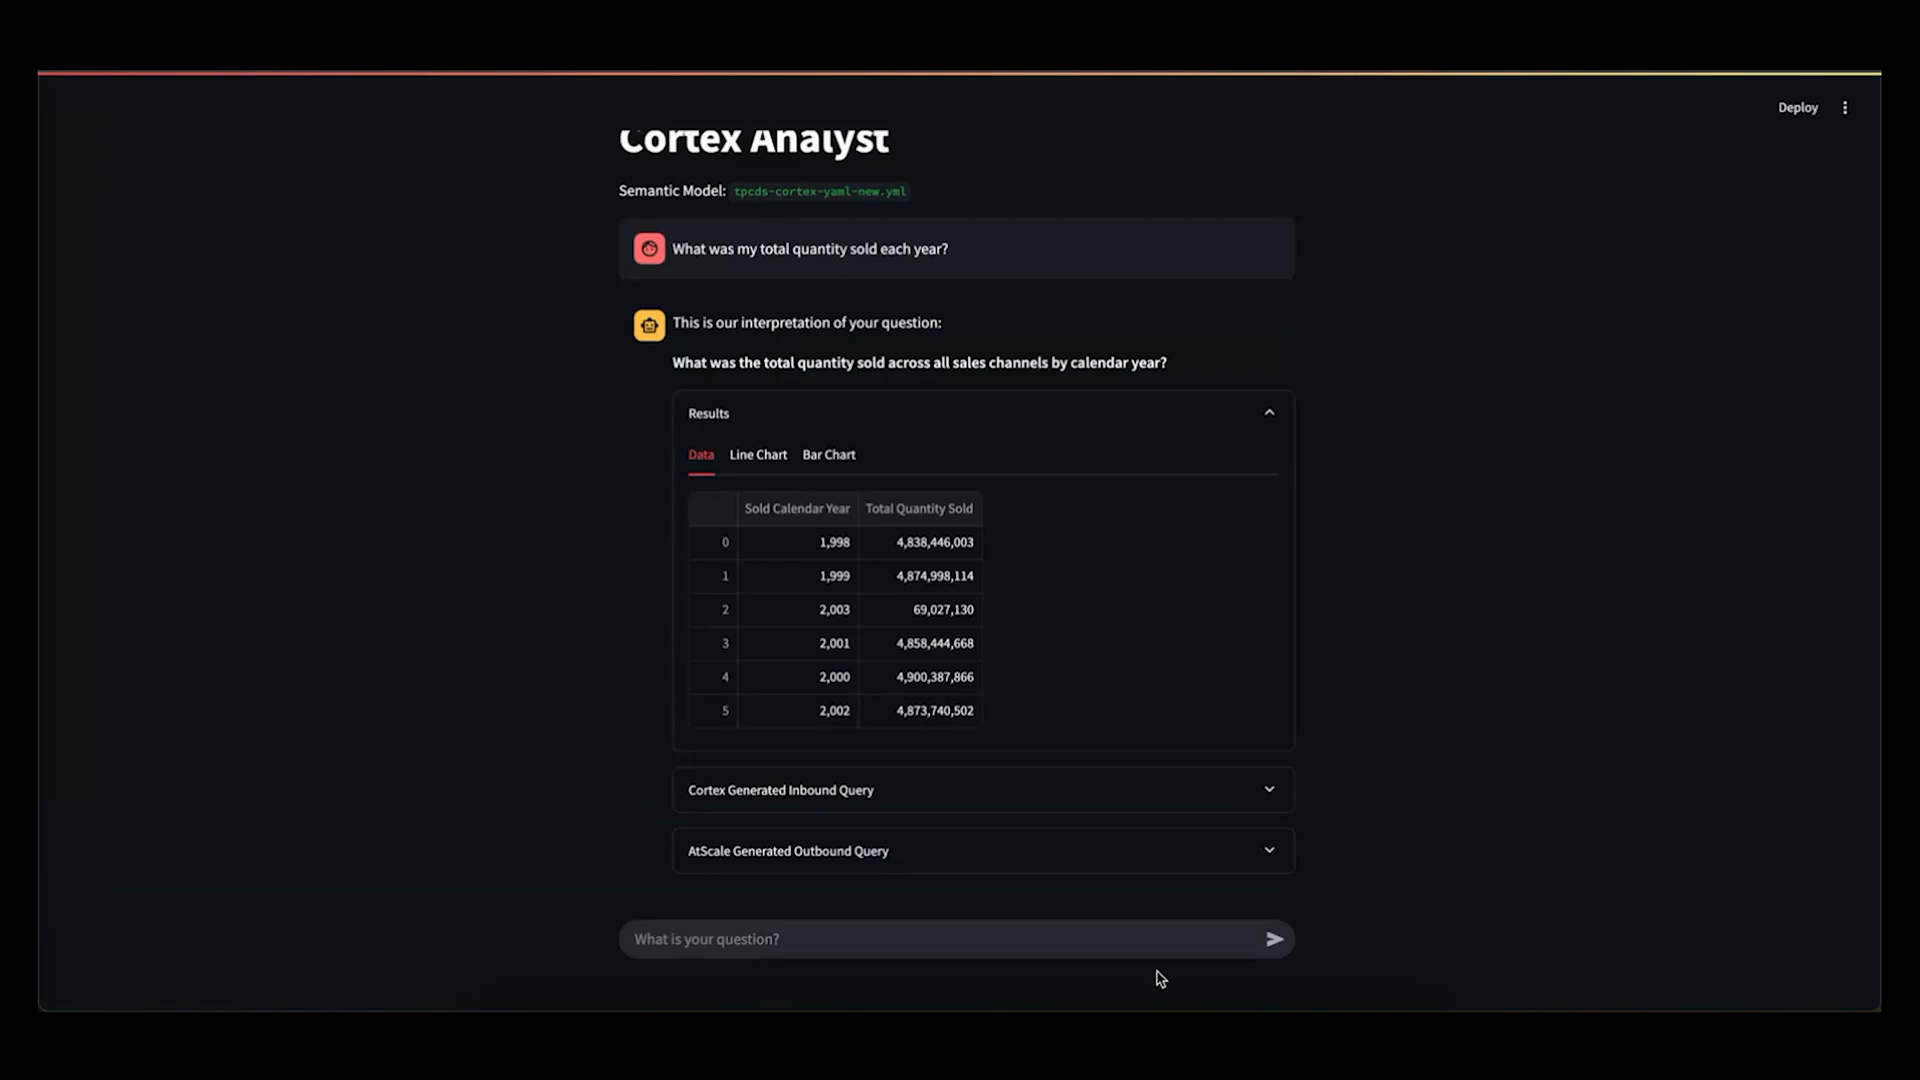 Deploy
Cortex Analyst
Semantic Model: tpcds-cortex-yaml-new.yml
What was my total quantity sold each year?
This is our interpretation of your question:
What was the total quantity sold across all sales channels by calendar year?
Results
Data Line Chart Bar Chart
Sold Calendar Year Total Quantity Sold
0 1,998 4,838,446,003
1 1,999 4,874,998,114
2 2,003 69,027,130
3 2,001 4,858,444,668
4 2,000 4,900,387,866
5 2,002 4,873,740,502
Cortex Generated Inbound Query
AtScale Generated Outbound Query
What is your question?